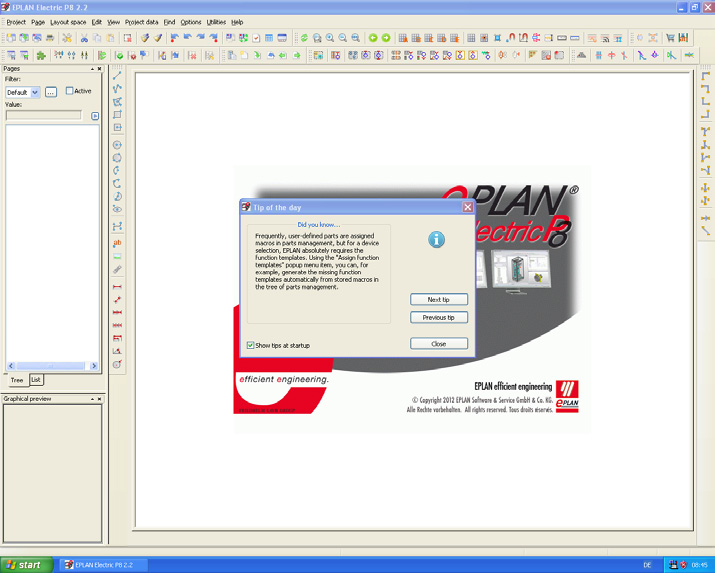 EPLAN Electric P8 2.2
Project Page Layout space Edit View Project data Find Options Utilities Help
Pages
Filter:
Default
...
Active
Value:
Tree
List
Graphical preview
ab
EPLAN®
Electric P8
Tip of the day
Did you know...
Frequently, user-defined parts are assigned
macros in parts management, but for a device
selection, EPLAN absolutely requires the
function templates. Using the "Assign function
templates" popup menu item, you can, for
example, generate the missing function
templates automatically from stored macros in
the tree of parts management.
Next tip
Previous tip
Show tips at startup
Close
efficient engineering.
EPLAN efficient engineering
© Copyright 2012 EPLAN Software & Service GmbH & Co. KG.
Alle Rechte vorbehalten. All rights reserved. Tous droits réservés.
ePLAN
start
EPLAN Electric P8 2.2
DE
08:45